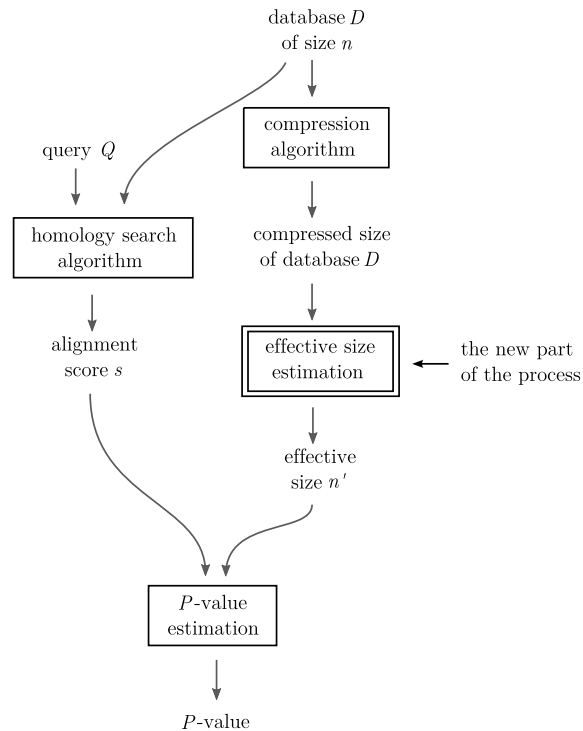 database D
of size n
compression
algorithm
query Q
homology search
algorithm
compressed size
of database D
alignment
score s
effective size
estimation
the new part
of the process
effective
size n'
P-value
estimation
P-value